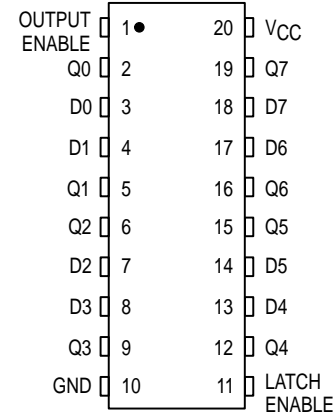 OUTPUT ENABLE 1 20 VCC
Q0 2 19 Q7
D0 3 18 D7
D1 4 17 D6
Q1 5 16 Q6
Q2 6 15 Q5
D2 7 14 D5
D3 8 13 D4
Q3 9 12 Q4
GND 10 11 LATCH ENABLE